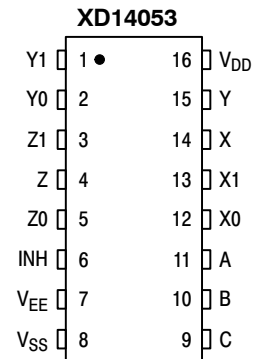 XD14053
Y1 1 16 VDD
Y0 2 15 Y
Z1 3 14 X
Z 4 13 X1
Z0 5 12 X0
INH 6 11 A
VEE 7 10 B
VSS 8 9 C